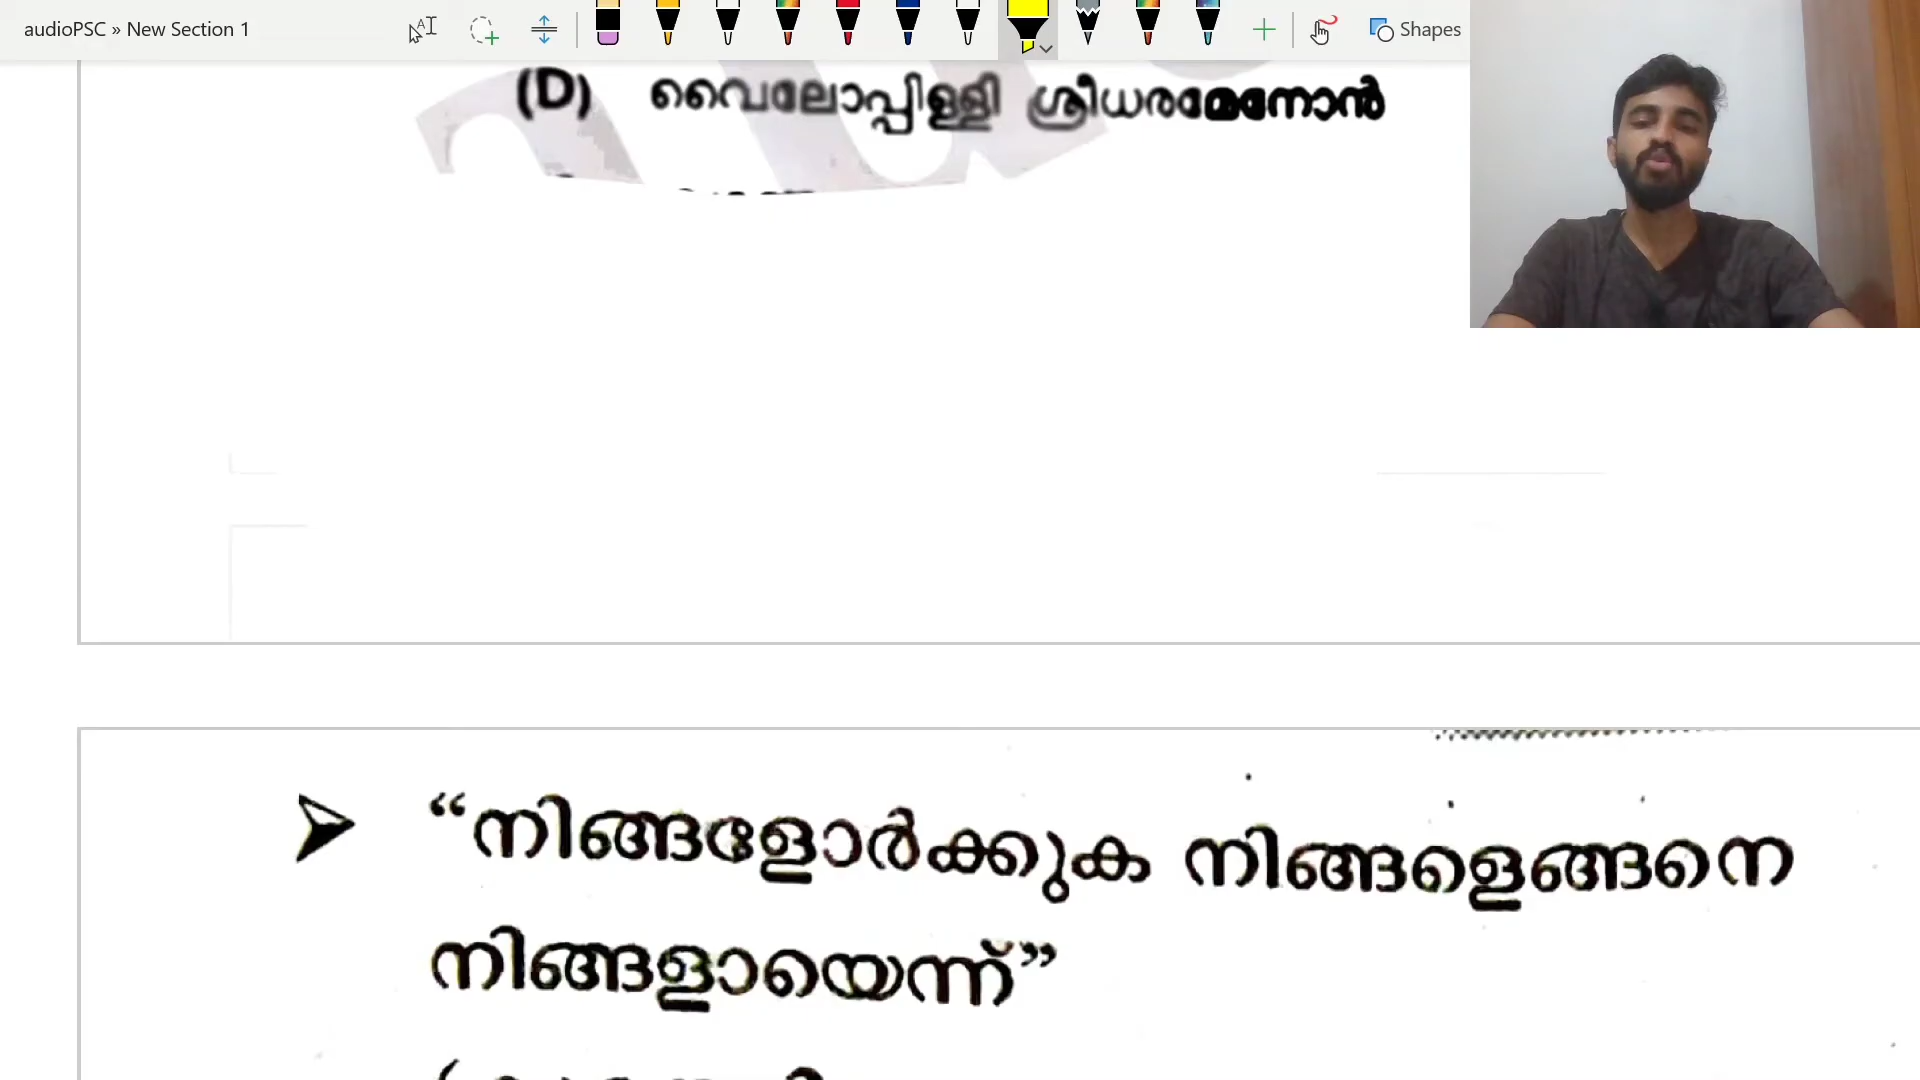 audioPSC » New Section 1
Shapes
(D) വൈലോപ്പിള്ളി ശ്രീധരമേനോൻ
“നിങ്ങളോർക്കുക നിങ്ങളെങ്ങനെ
നിങ്ങളായെന്ന്”